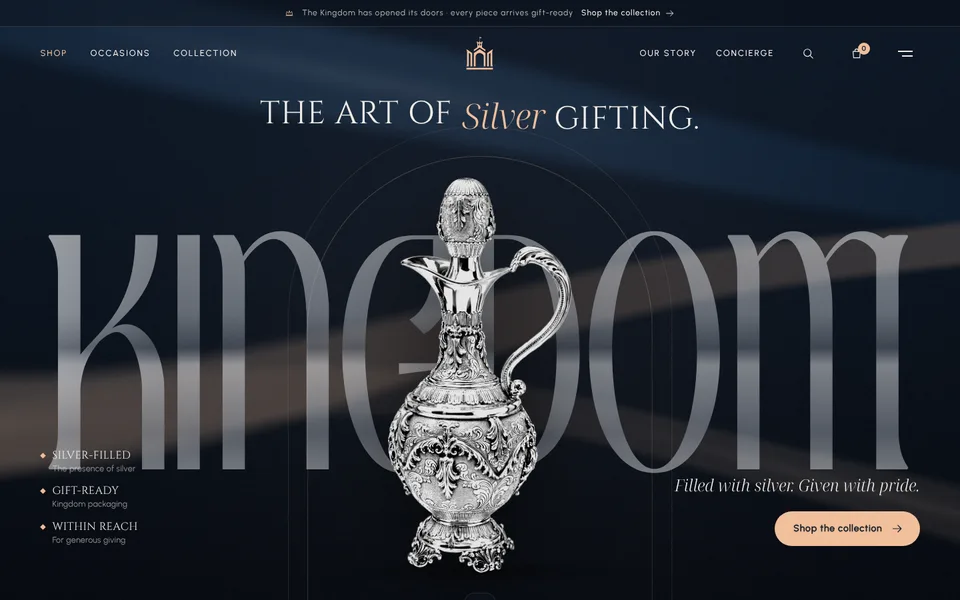 The Kingdom has opened its doors · every piece arrives gift-ready Shop the collection →
SHOP OCCASIONS COLLECTION OUR STORY CONCIERGE 0
THE ART OF Silver GIFTING.
KINGDOM
SILVER-FILLED
The presence of silver
GIFT-READY
Kingdom packaging
WITHIN REACH
For generous giving
Filled with silver. Given with pride.
Shop the collection →